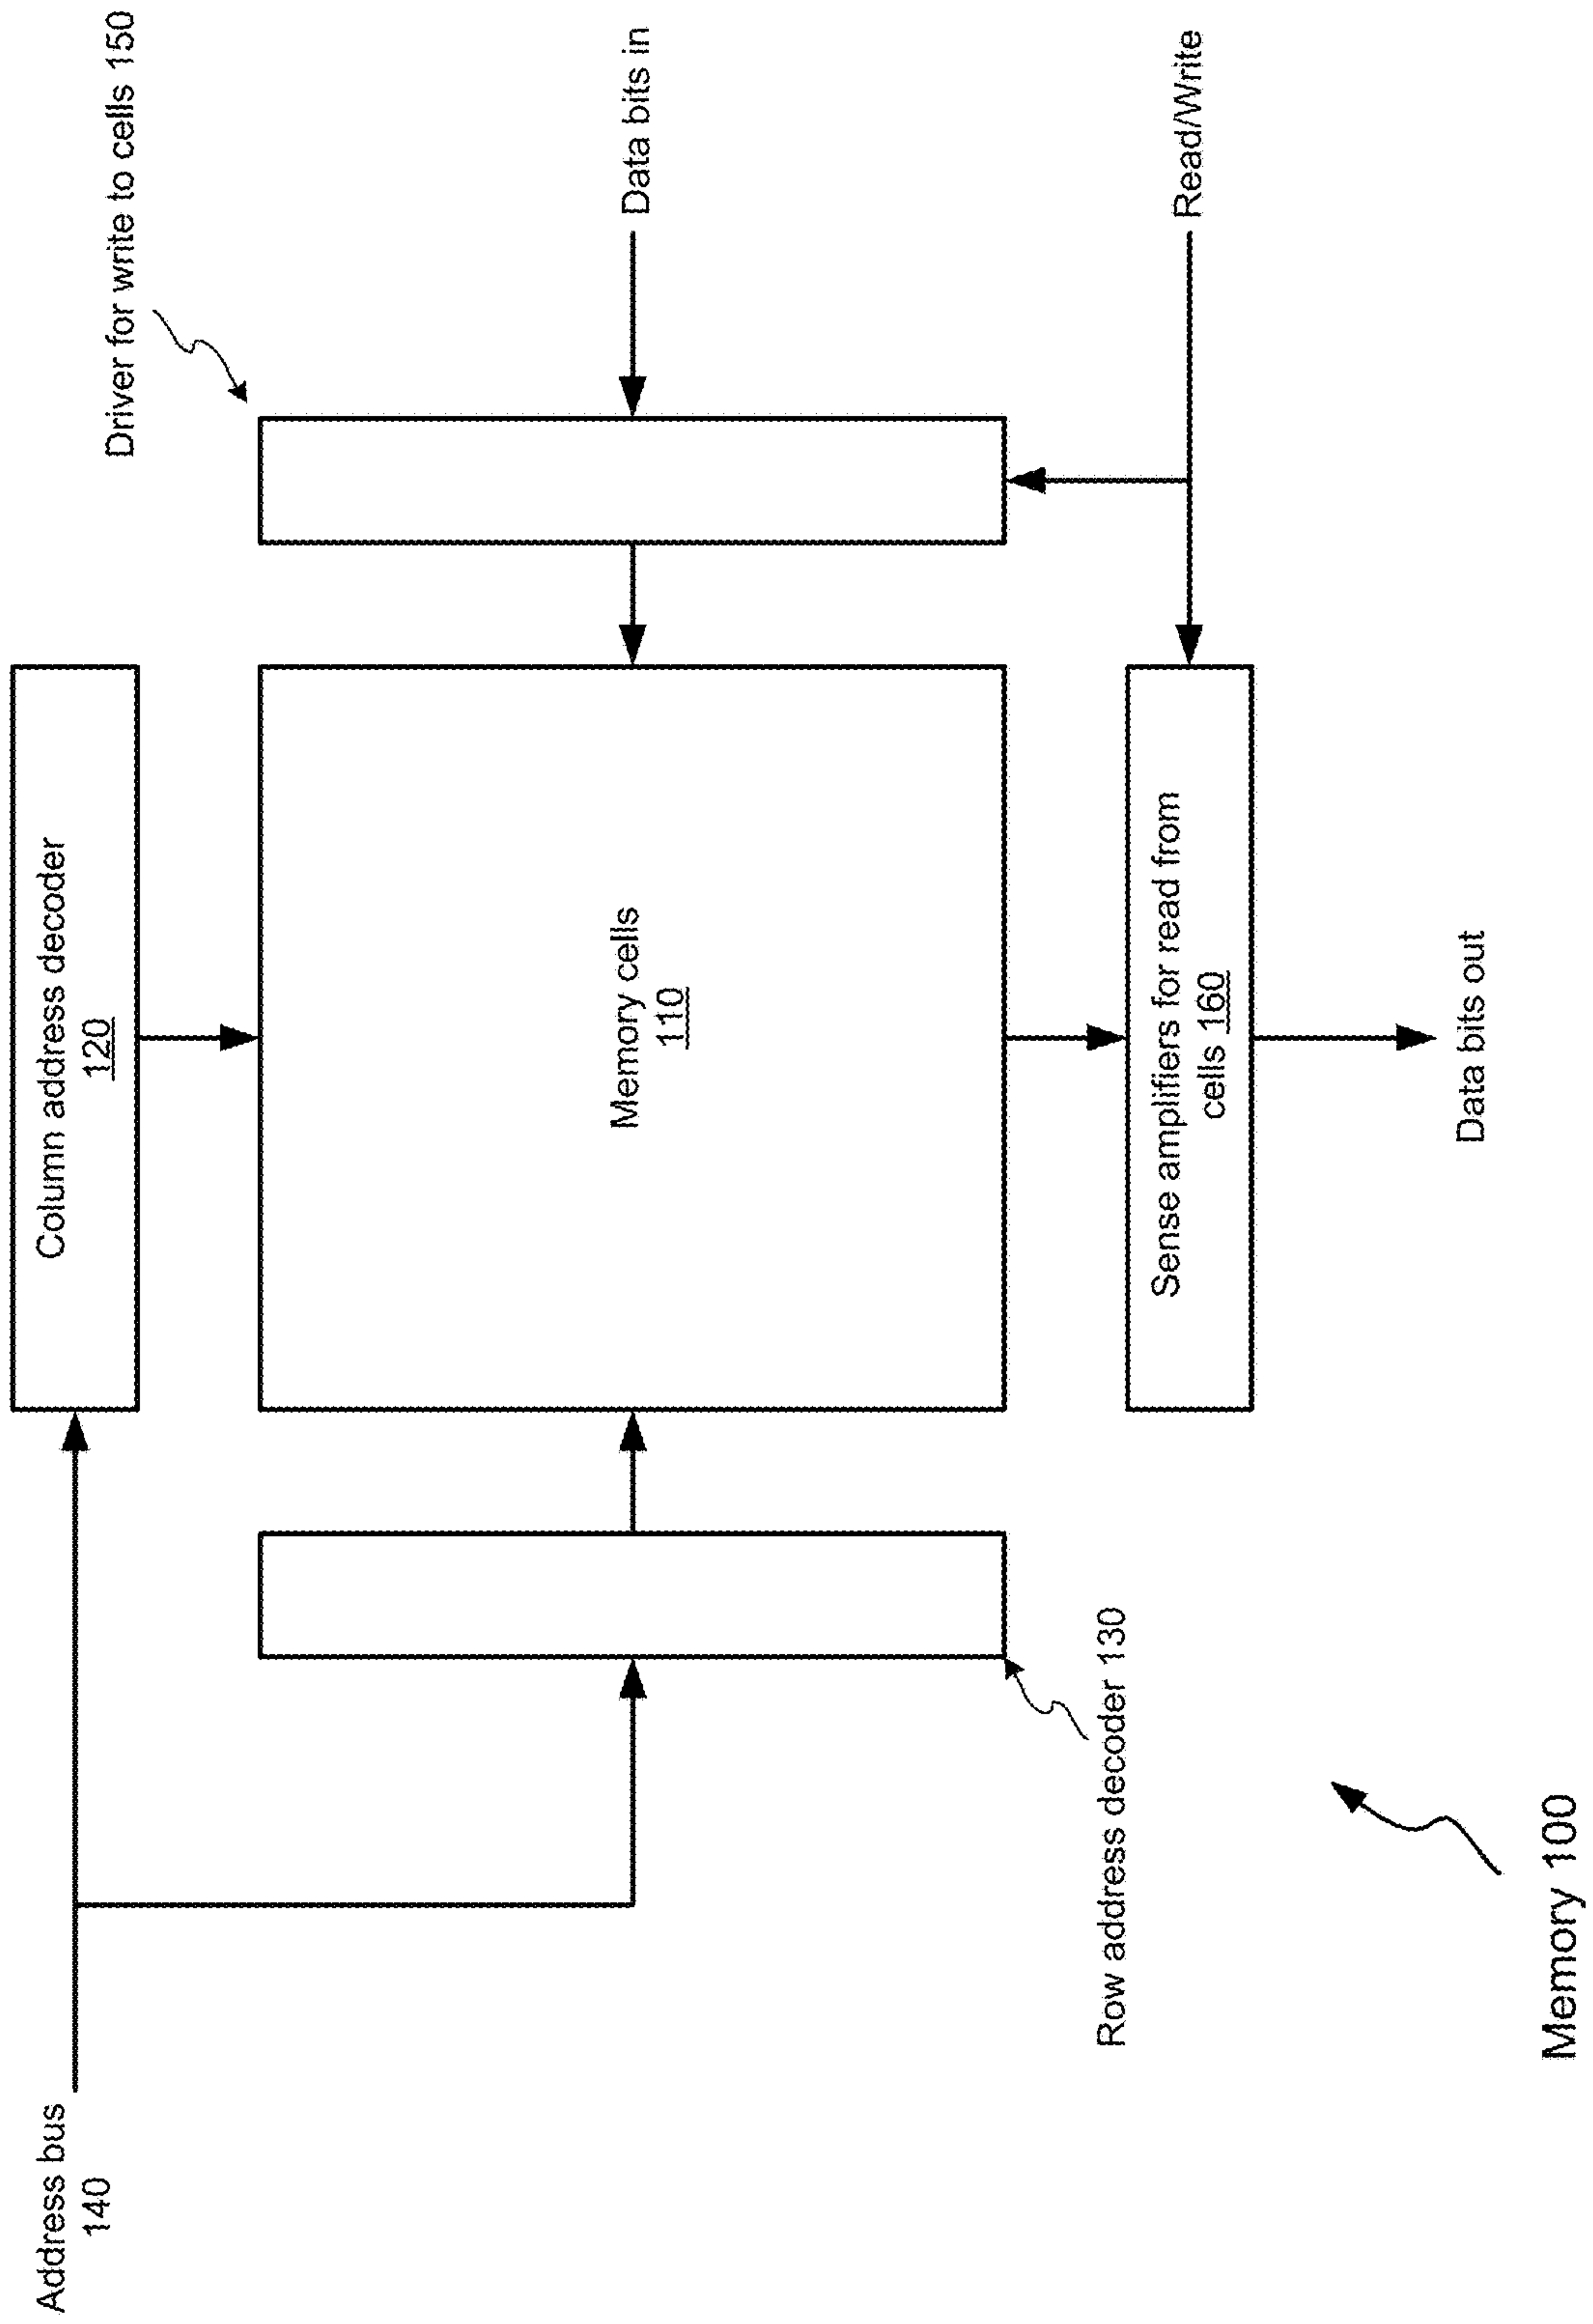 Address bus
140
Column address decoder
120
Driver for write to cells 150
Memory cells
110
Data bits in
Row address decoder 130
Sense amplifiers for read from
cells 160
Read/Write
Data bits out
Memory 100